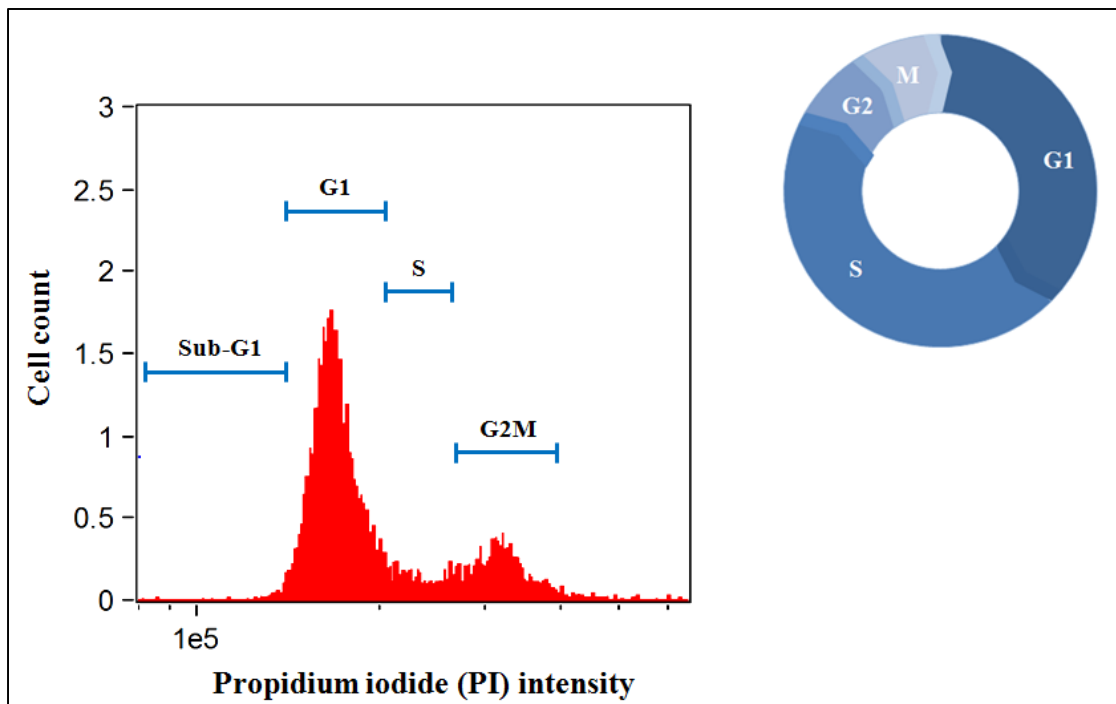 M
G2
G1
S
3
2.5
2
1.5
1
0.5
0
G1
S
Sub-G1
G2M
Cell count
1e5
Propidium iodide (PI) intensity